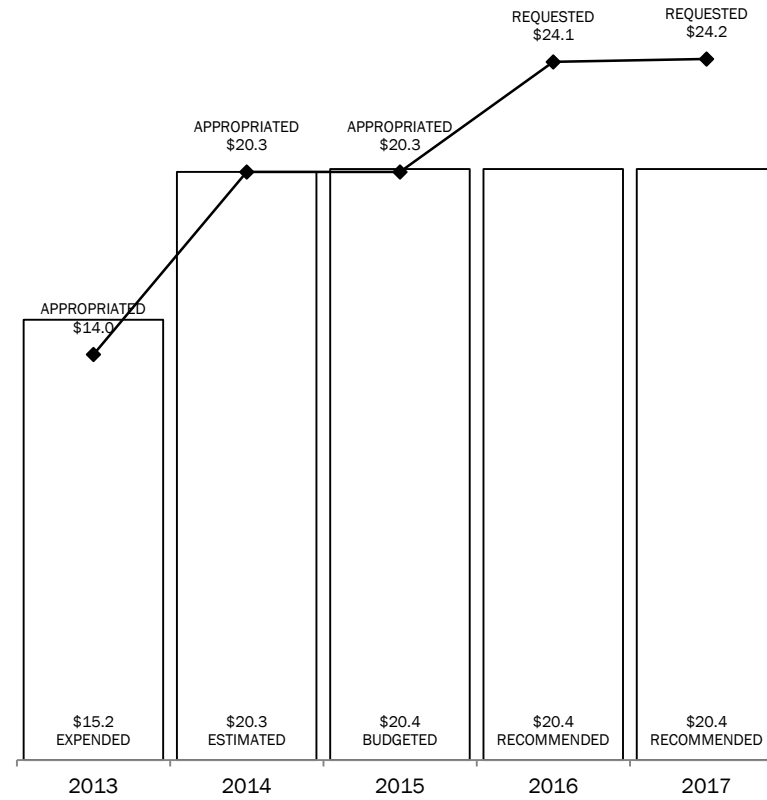 REQUESTED
$24.1
REQUESTED
$24.2
APPROPRIATED
$20.3
APPROPRIATED
$20.3
APPROPRIATED
$14.0
$15.2
EXPENDED
$20.3
ESTIMATED
$20.4
BUDGETED
$20.4
RECOMMENDED
$20.4
RECOMMENDED
2013
2014
2015
2016
2017